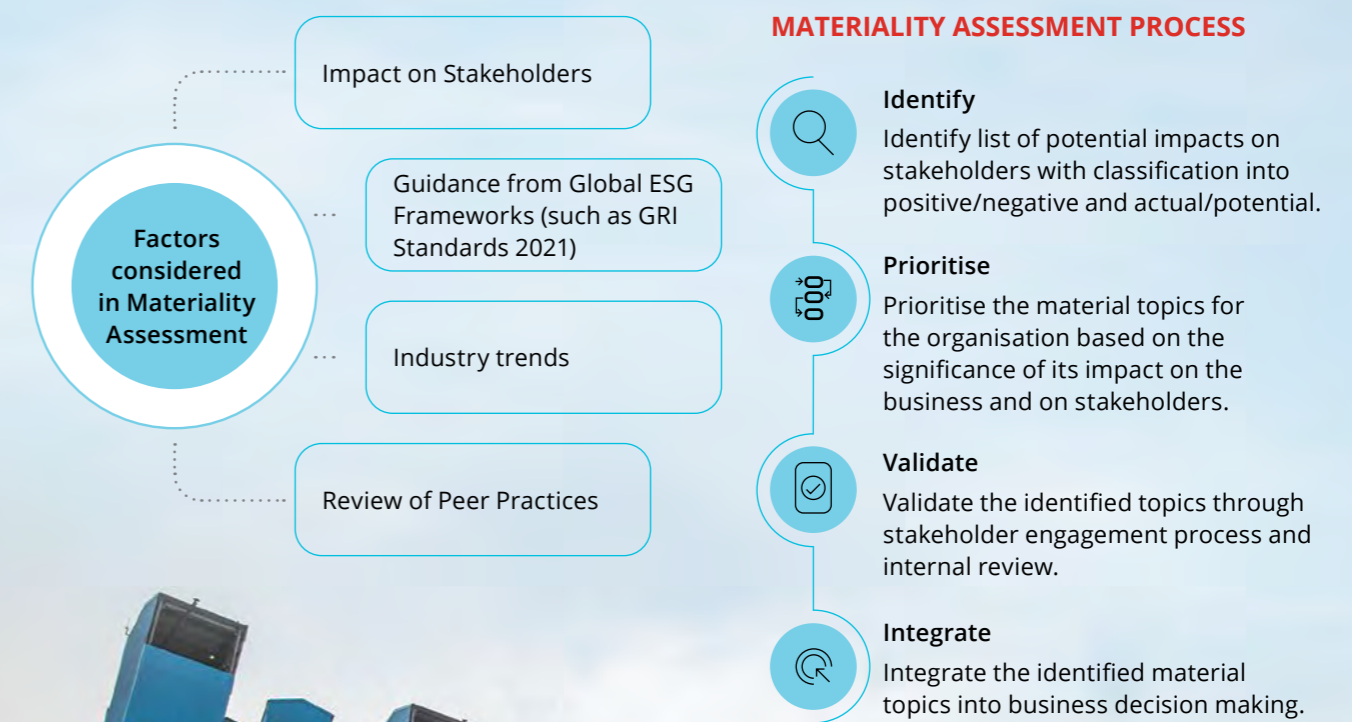 Factors
considered
in Materiality
Assessment
Impact on Stakeholders
Guidance from Global ESG
Frameworks (such as GRI
Standards 2021)
Industry trends
Review of Peer Practices
MATERIALITY ASSESSMENT PROCESS
Identify
Identify list of potential impacts on
stakeholders with classification into
positive/negative and actual/potential.
Prioritise
Prioritise the material topics for
the organisation based on the
significance of its impact on the
business and on stakeholders.
Validate
Validate the identified topics through
stakeholder engagement process and
internal review.
Integrate
Integrate the identified material
topics into business decision making.